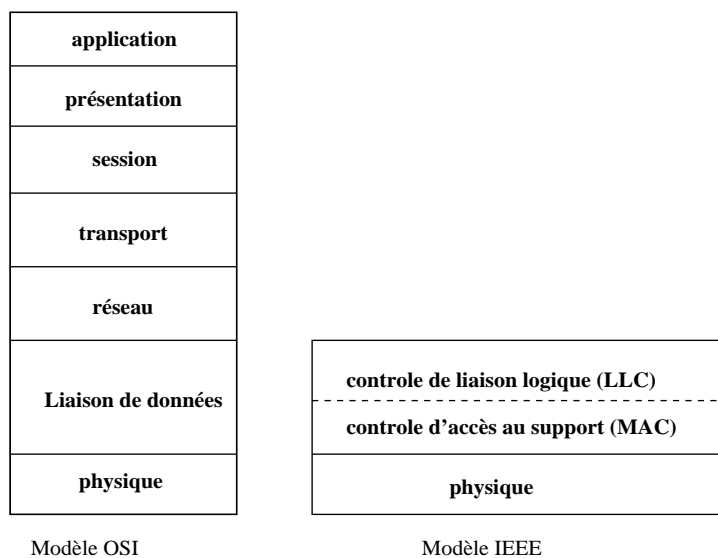 application
présentation
session
transport
réseau
Liaison de données
physique
Modèle OSI
controle de liaison logique (LLC)
controle d'accès au support (MAC)
physique
Modèle IEEE